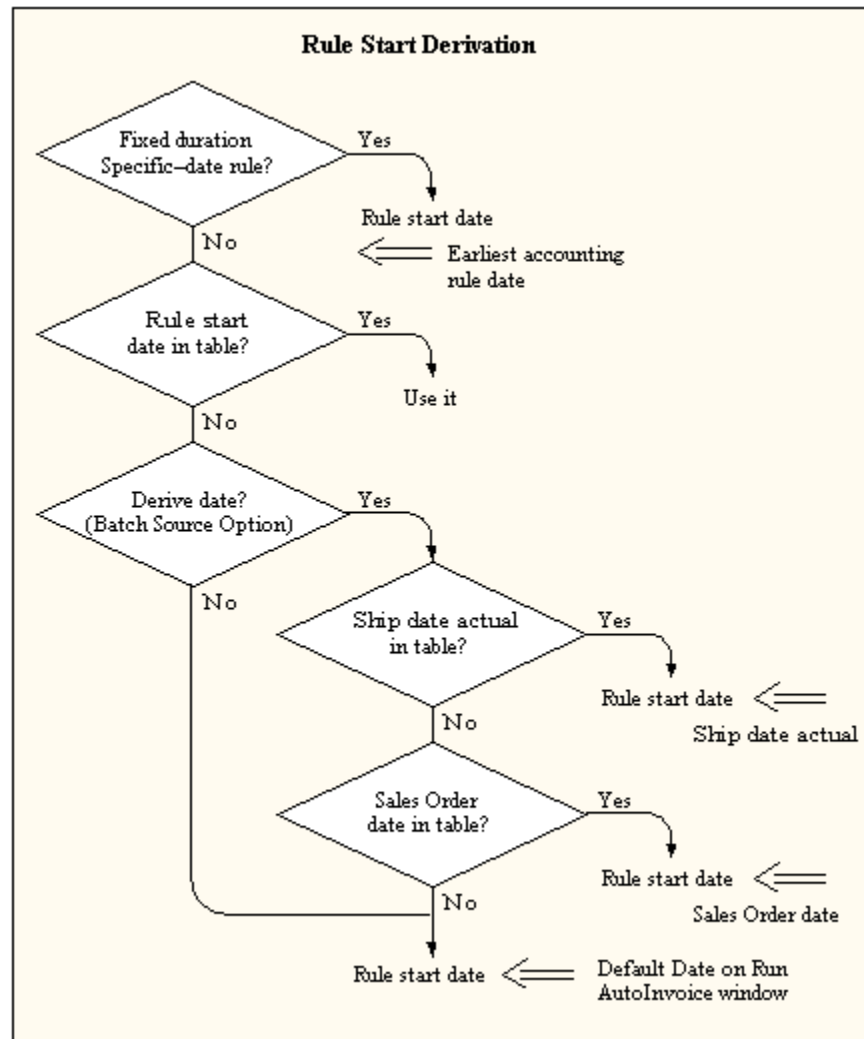 Rule Start Derivation
Fixed duration
Specific–date rule?
Yes
Rule start date
Earliest accounting
rule date
No
Rule start
date in table?
Yes
Use it
No
Derive date?
(Batch Source Option)
Yes
No
Ship date actual
in table?
Yes
Rule start date
Ship date actual
No
Sales Order
date in table?
Yes
Rule start date
Sales Order date
No
Rule start date
Default Date on Run
AutoInvoice window